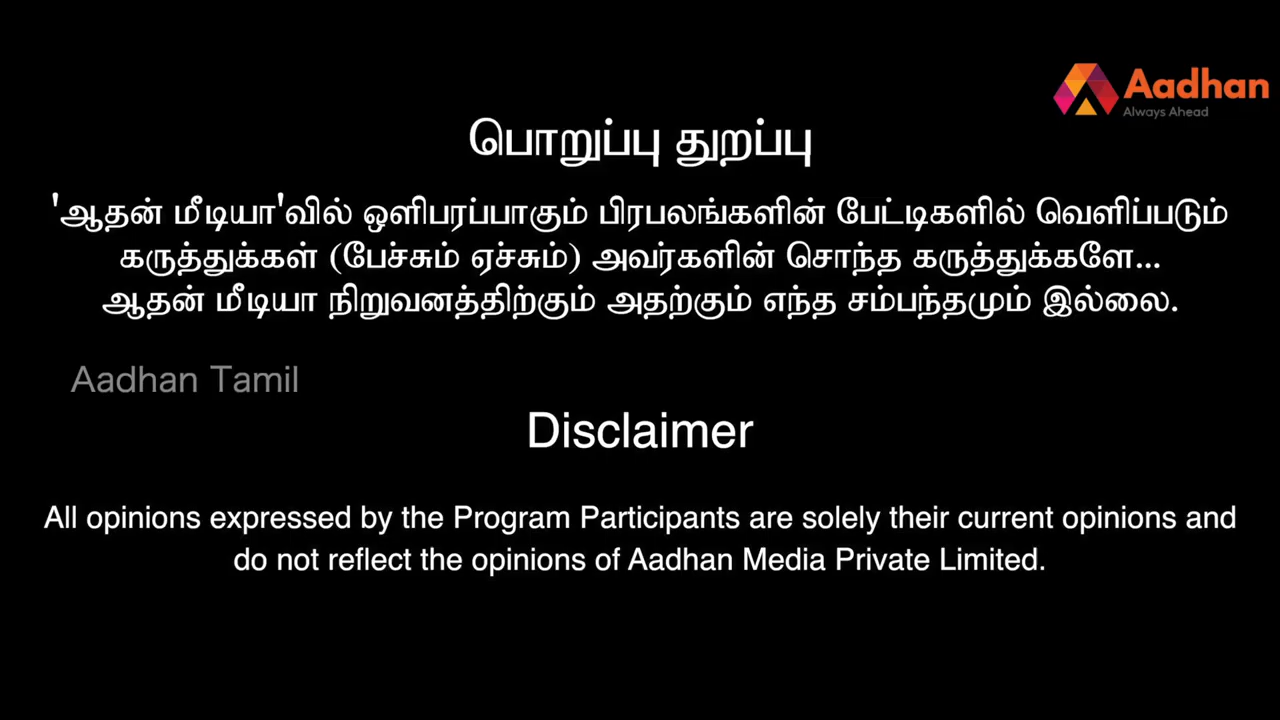 Aadhan
Always Ahead
பொறுப்பு துறப்பு
'ஆதன் மீடியா'வில் ஒளிபரப்பாகும் பிரபலங்களின் பேட்டிகளில் வெளிப்படும்
கருத்துக்கள் (பேச்சும் ஏச்சும்) அவர்களின் சொந்த கருத்துக்களே...
ஆதன் மீடியா நிறுவனத்திற்கும் அதற்கும் எந்த சம்பந்தமும் இல்லை.
Aadhan Tamil
Disclaimer
All opinions expressed by the Program Participants are solely their current opinions and
do not reflect the opinions of Aadhan Media Private Limited.